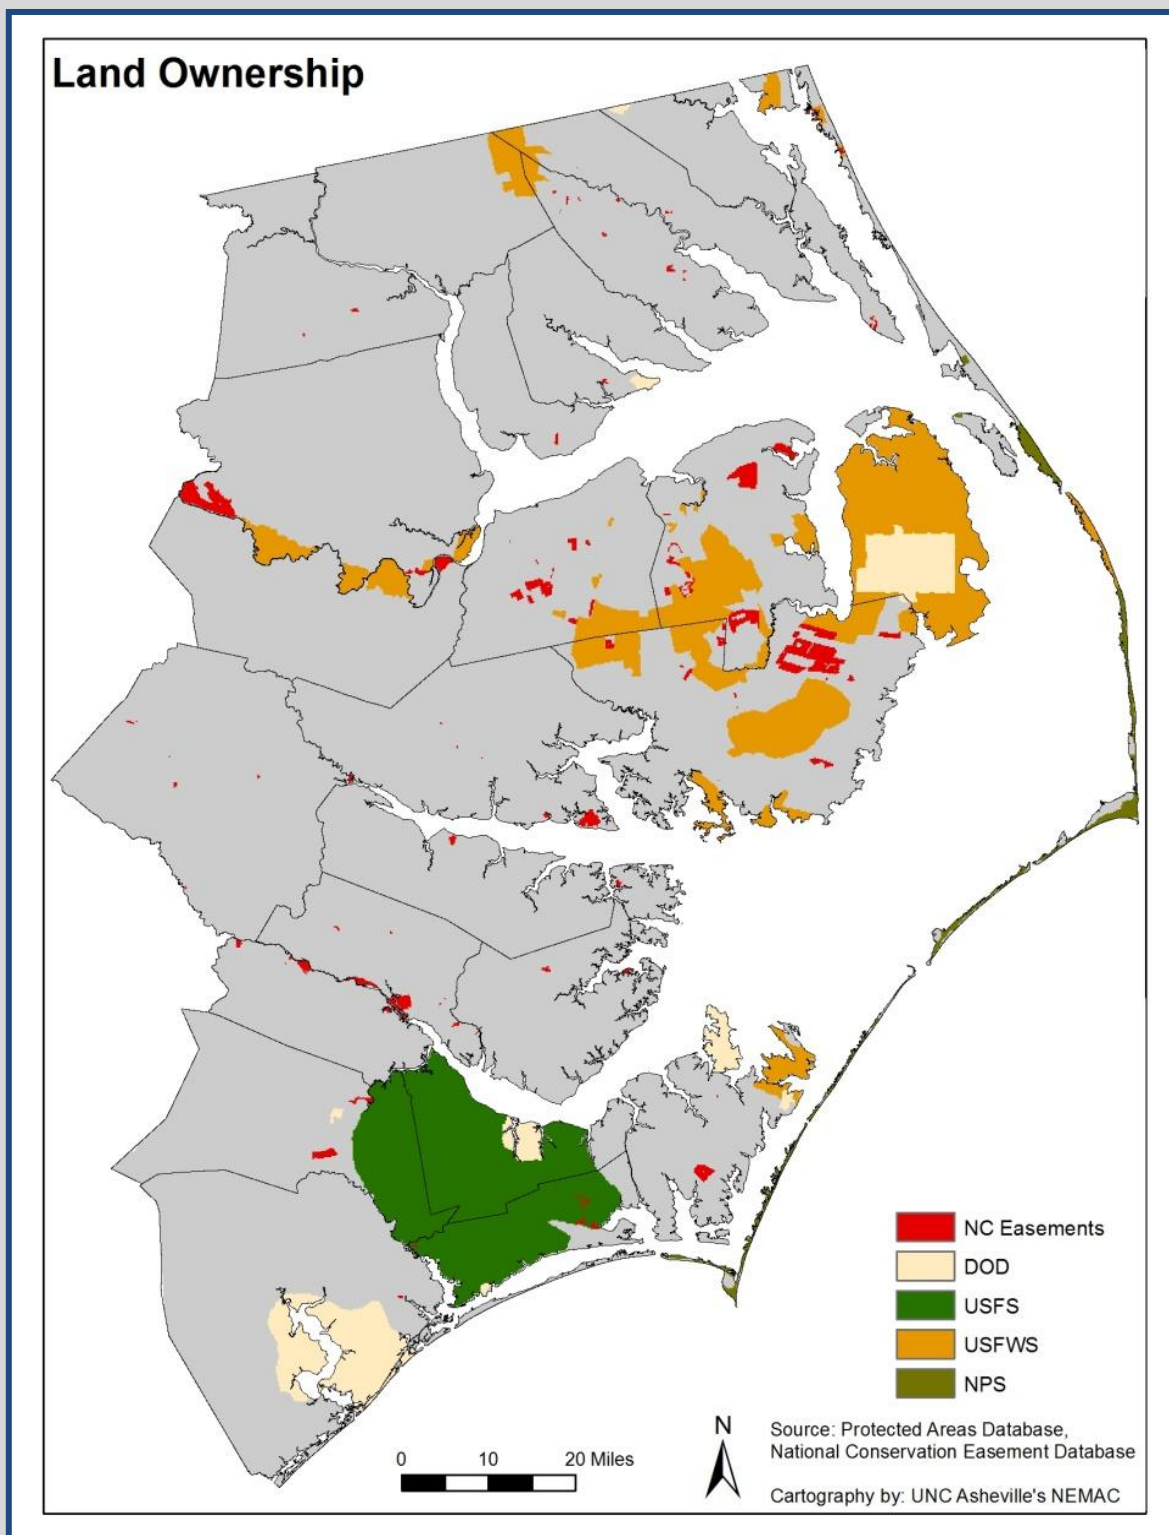 Land Ownership
NC Easements
DOD
USFS
USFWS
NPS
N
0 10 20 Miles
Source: Protected Areas Database,
National Conservation Easement Database
Cartography by: UNC Asheville's NEMAC